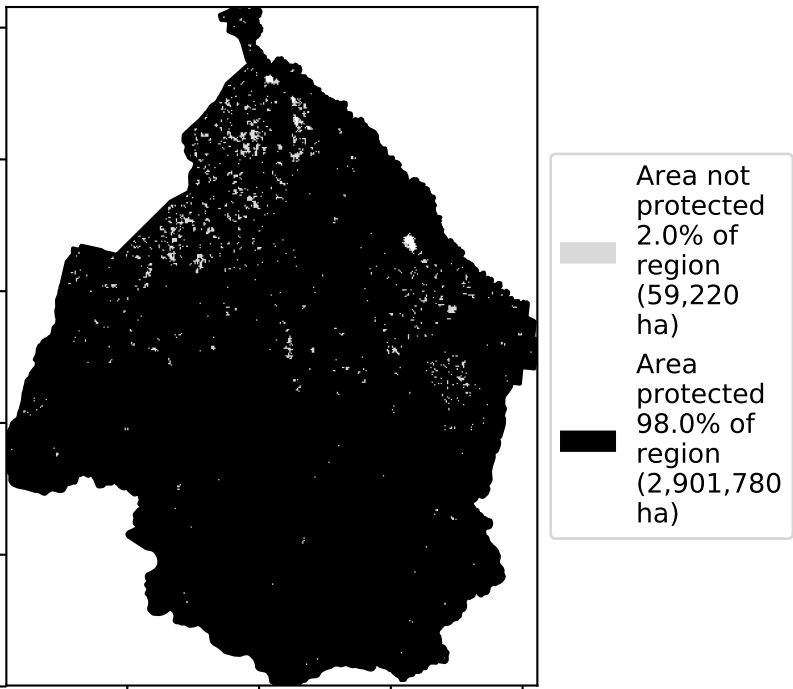 Area not
protected
2.0% of
region
(59,220
ha)
Area
protected
98.0% of
region
(2,901,780
ha)